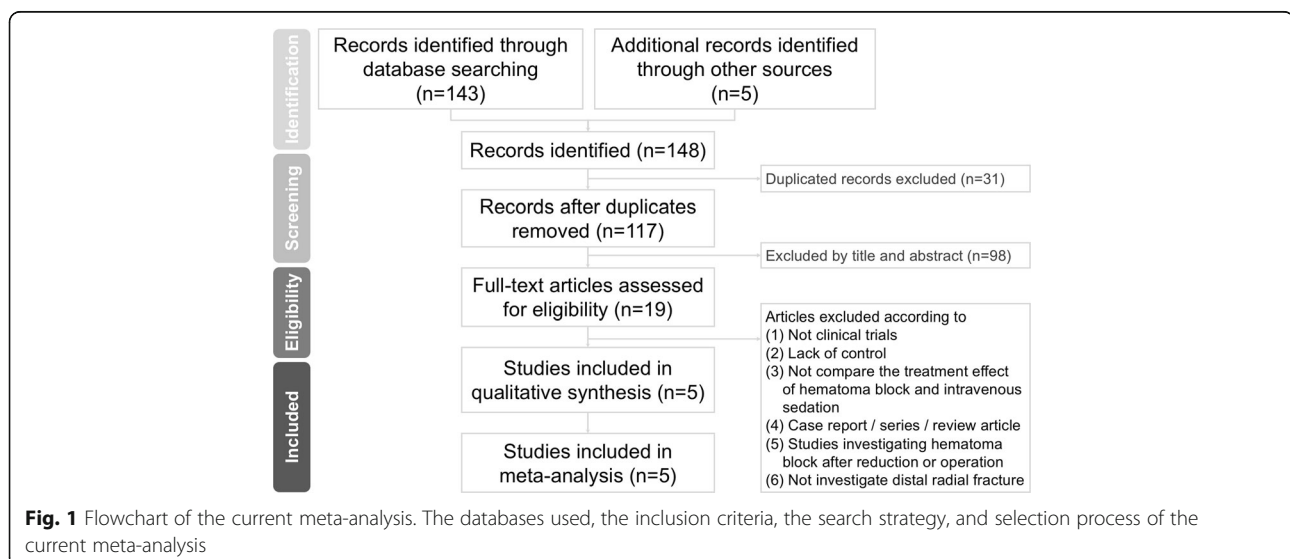 Identification
Records identified through
database searching
(n=143)
Additional records identified
through other sources
(n=5)
Records identified (n=148)
Screening
Duplicated records excluded (n=31)
Records after duplicates
removed (n=117)
Excluded by title and abstract (n=98)
Eligibility
Full-text articles assessed
for eligibility (n=19)
Articles excluded according to
(1) Not clinical trials
(2) Lack of control
(3) Not compare the treatment effect
of hematoma block and intravenous
sedation
(4) Case report / series / review article
(5) Studies investigating hematoma
block after reduction or operation
(6) Not investigate distal radial fracture
Included
Studies included in
qualitative synthesis (n=5)
Studies included in
meta-analysis (n=5)
Fig. 1 Flowchart of the current meta-analysis. The databases used, the inclusion criteria, the search strategy, and selection process of the
current meta-analysis